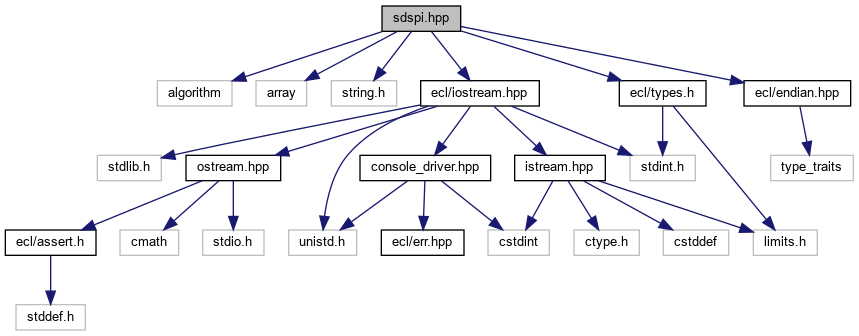 sdspi.hpp
algorithm
array
string.h
ecl/iostream.hpp
ecl/types.h
ecl/endian.hpp
stdlib.h
ostream.hpp
console_driver.hpp
istream.hpp
stdint.h
type_traits
ecl/assert.h
cmath
stdio.h
unistd.h
ecl/err.hpp
cstdint
ctype.h
cstddef
limits.h
stddef.h